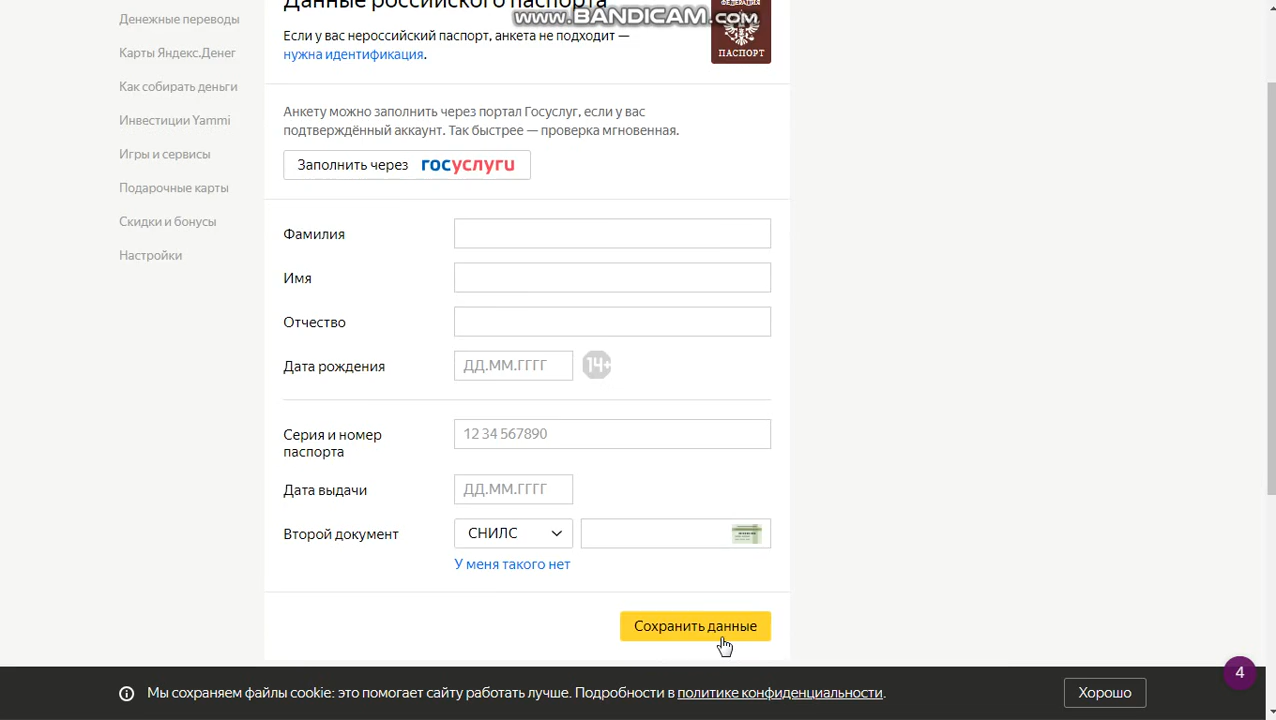 Денежные переводы
Карты Яндекс.Денег
Как собирать деньги
Инвестиции Yammi
Игры и сервисы
Подарочные карты
Скидки и бонусы
Настройки
Данные российского паспорта
www.BANDICAM.com
Если у вас нероссийский паспорт, анкета не подходит —
нужна идентификация.
ФЕДЕРАЦИЯ
ПАСПОРТ
Анкету можно заполнить через портал Госуслуг, если у вас
подтверждённый аккаунт. Так быстрее — проверка мгновенная.
Заполнить через госуслуги
Фамилия
Имя
Отчество
Дата рождения ДД.ММ.ГГГГ 14+
Серия и номер
паспорта
12 34 567890
Дата выдачи ДД.ММ.ГГГГ
Второй документ СНИЛС
У меня такого нет
Сохранить данные
Мы сохраняем файлы cookie: это помогает сайту работать лучше. Подробности в политике конфиденциальности.
Хорошо
4